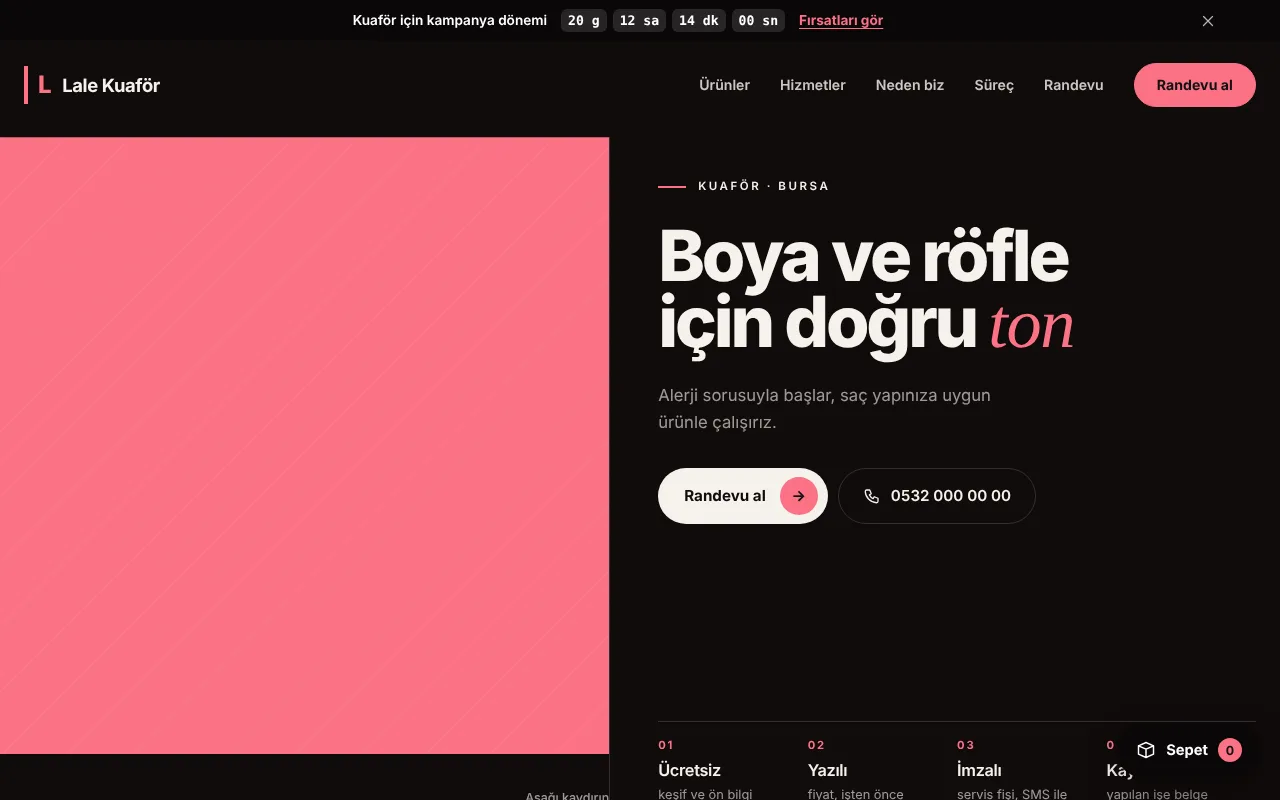 Kuaför için kampanya dönemi 20 g 12 sa 14 dk 00 sn Fırsatları gör
L Lale Kuaför
Ürünler Hizmetler Neden biz Süreç Randevu Randevu al
KUAFÖR · BURSA
Boya ve röfle
için doğru ton
Alerji sorusuyla başlar, saç yapınıza uygun
ürünle çalışırız.
Randevu al → 0532 000 00 00
01 02 03 0
Ücretsiz Yazılı İmzalı
Sepet 0
keşif ve ön bilgi fiyat, işten önce servis fişi, SMS ile yapılan işe belge
Aşağı kaydırın